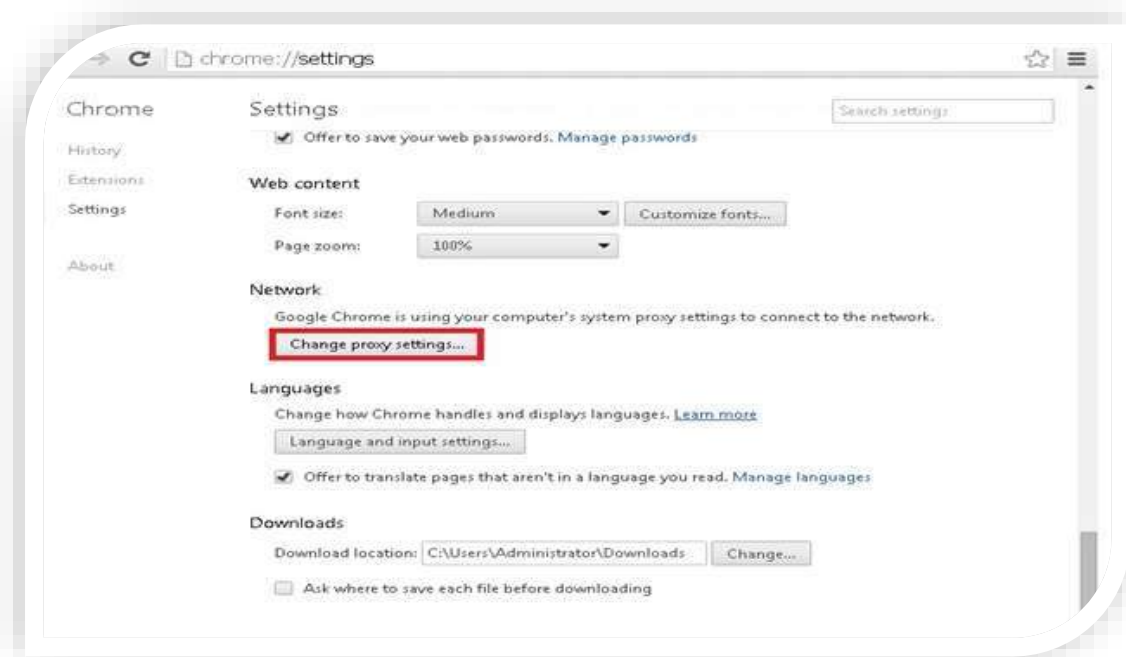 chrome://settings
Chrome
History
Extensions
Settings
About
Settings
Search settings
Offer to save your web passwords. Manage passwords
Web content
Font size: Medium Customize fonts...
Page zoom: 100%
Network
Google Chrome is using your computer's system proxy settings to connect to the network.
Change proxy settings...
Languages
Change how Chrome handles and displays languages. Learn more
Language and input settings...
Offer to translate pages that aren't in a language you read. Manage languages
Downloads
Download location: C:\Users\Administrator\Downloads Change...
Ask where to save each file before downloading